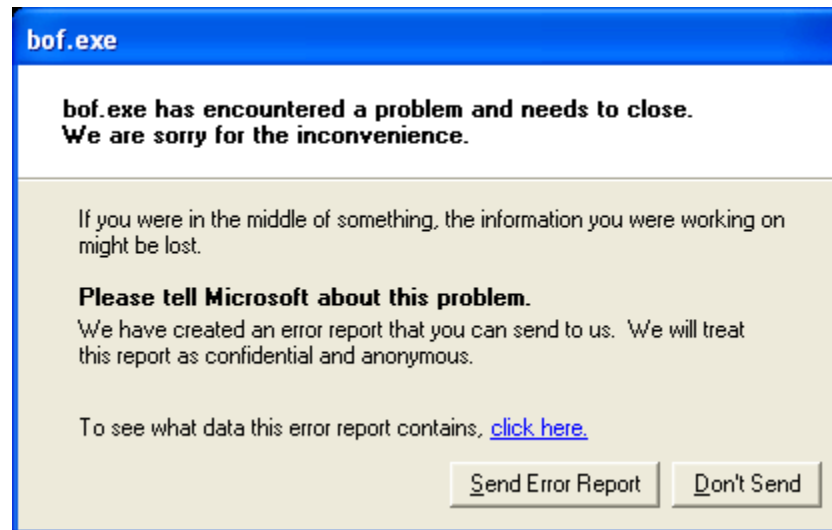 bof.exe
bof.exe has encountered a problem and needs to close.
We are sorry for the inconvenience.
If you were in the middle of something, the information you were working on
might be lost.
Please tell Microsoft about this problem.
We have created an error report that you can send to us.  We will treat
this report as confidential and anonymous.
To see what data this error report contains, click here.
Send Error Report
Don't Send